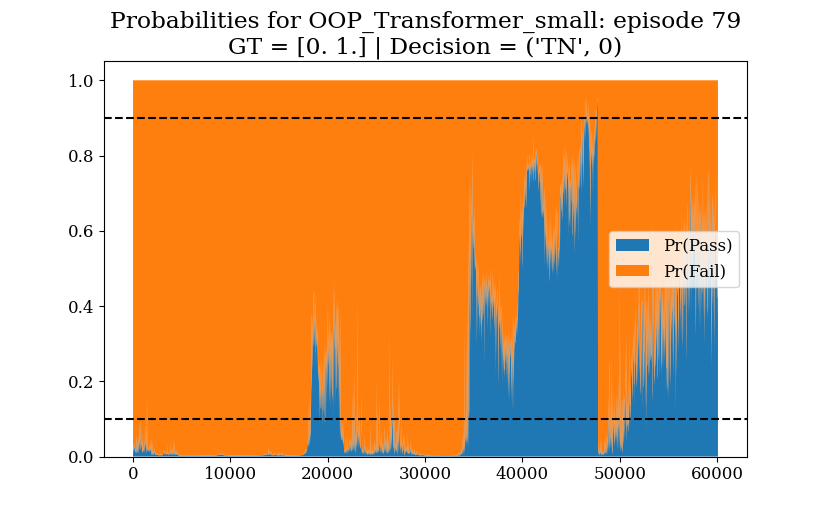 Probabilities for OOP_Transformer_small: episode 79
GT = [0. 1.] | Decision = ('TN', 0)
1.0
0.8
0.6
0.4
0.2
0.0
Pr(Pass)
Pr(Fail)
0 10000 20000 30000 40000 50000 60000